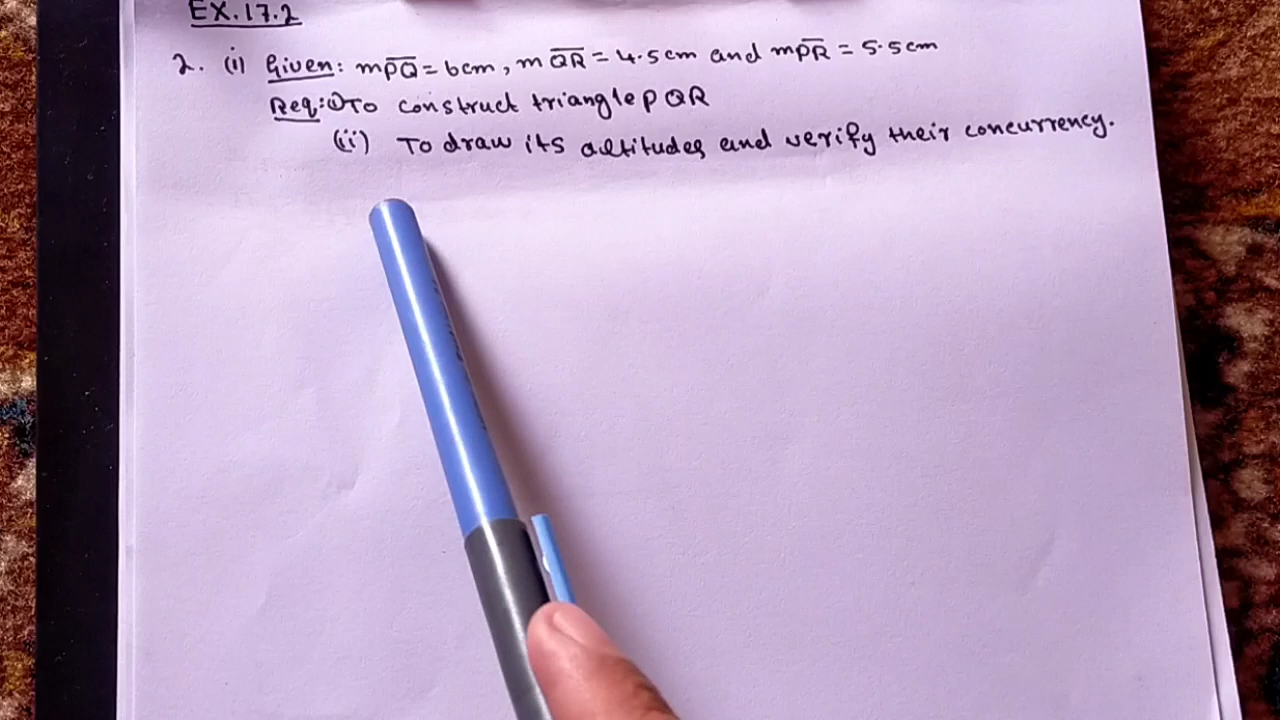 EX.17.2
2. (i) Given: mPQ = 6cm, mQR = 4.5cm and mPR = 5.5cm
Req:(i) To construct triangle PQR
(ii) To draw its altitudes and verify their concurrency.